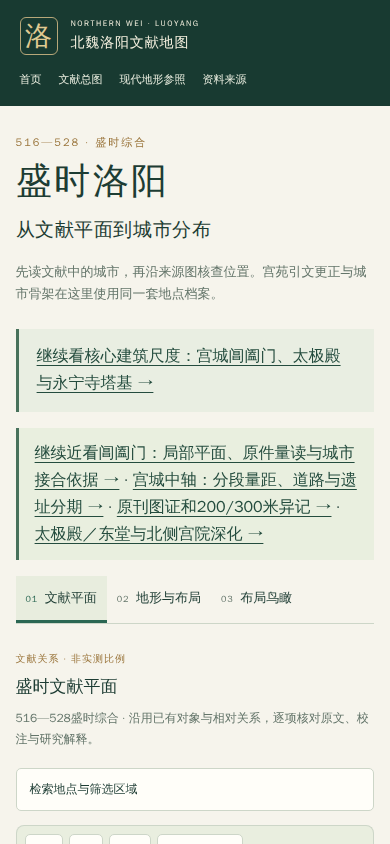 洛
NORTHERN WEI · LUOYANG
北魏洛阳文献地图
首页 文献总图 现代地形参照 资料来源
516—528 · 盛时综合
盛时洛阳
从文献平面到城市分布
先读文献中的城市，再沿来源图核查位置。宫苑引文更正与城
市骨架在这里使用同一套地点档案。
继续看核心建筑尺度：宫城阊阖门、太极殿
与永宁寺塔基 →
继续近看阊阖门：局部平面、原件量读与城市
接合依据 → · 宫城中轴：分段量距、道路与遗
址分期 → · 原刊图证和200/300米异记 → ·
太极殿／东堂与北侧宫院深化 →
01 文献平面 02 地形与布局 03 布局鸟瞰
文献关系 · 非实测比例
盛时文献平面
516—528盛时综合 · 沿用已有对象与相对关系，逐项核对原文、校
注与研究解释。
检索地点与筛选区域